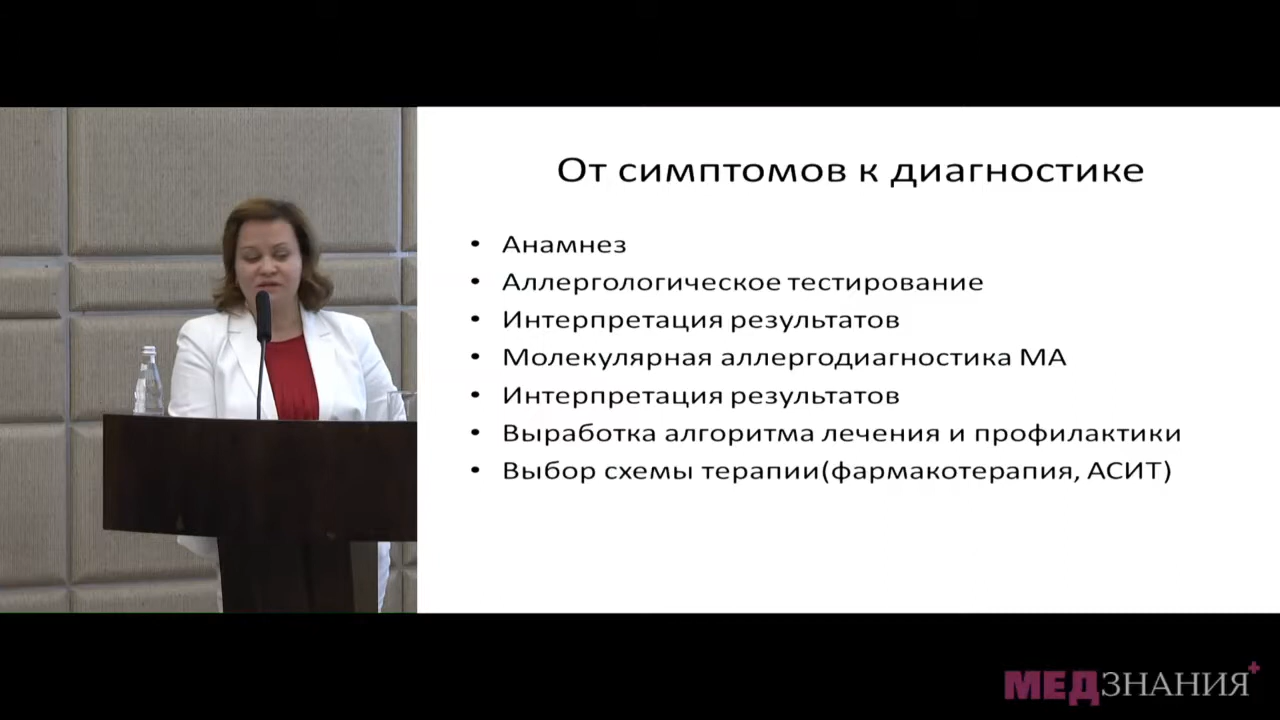 От симптомов к диагностике
• Анамнез
• Аллергологическое тестирование
• Интерпретация результатов
• Молекулярная аллергодиагностика МА
• Интерпретация результатов
• Выработка алгоритма лечения и профилактики
• Выбор схемы терапии(фармакотерапия, АСИТ)
МЕДЗНАНИЯ+